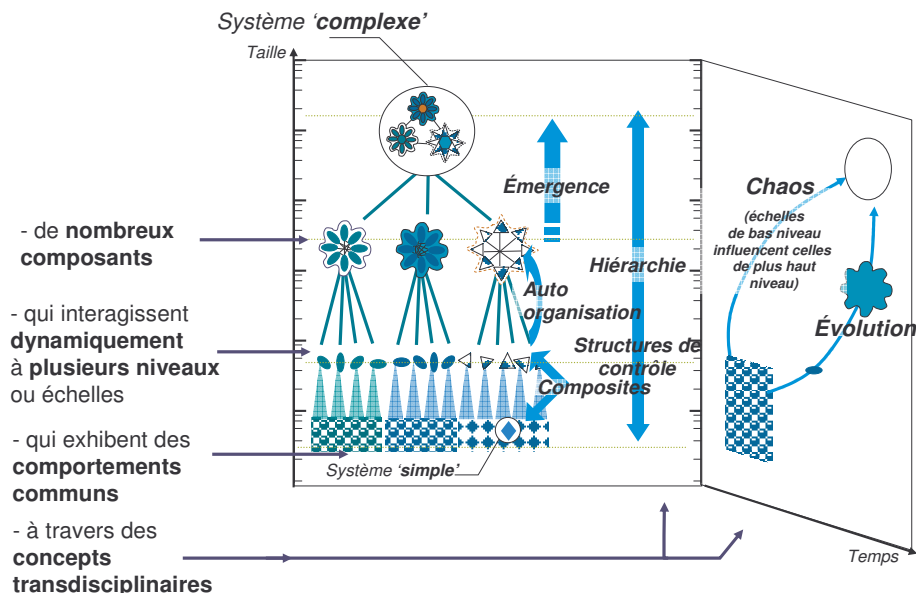 Système ‘complexe’
Taille
- de nombreux
composants
- qui interagissent
dynamiquement
à plusieurs niveaux
ou échelles
- qui exhibent des
comportements
communs
- à travers des
concepts
transdisciplinaires
Émergence
Hiérarchie
Auto
organisation
Structures de
contrôle
Composites
Système ‘simple’
Chaos
(échelles
de bas niveau
influencent celles
de plus haut
niveau)
Évolution
Temps